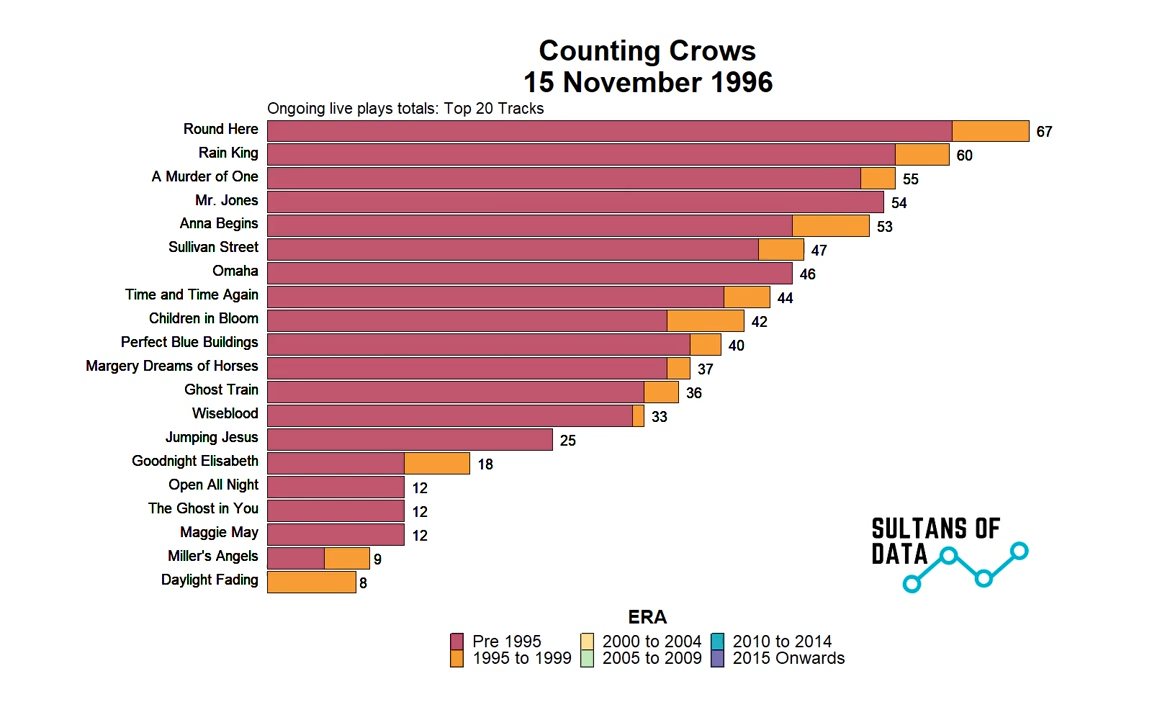 Counting Crows
15 November 1996
Ongoing live plays totals: Top 20 Tracks
Round Here 67
Rain King 60
A Murder of One 55
Mr. Jones 54
Anna Begins 53
Sullivan Street 47
Omaha 46
Time and Time Again 44
Children in Bloom 42
Perfect Blue Buildings 40
Margery Dreams of Horses 37
Ghost Train 36
Wiseblood 33
Jumping Jesus 25
Goodnight Elisabeth 18
Open All Night 12
The Ghost in You 12
Maggie May 12
Miller's Angels 9
Daylight Fading 8
SULTANS OF
DATA
ERA
Pre 1995 2000 to 2004 2010 to 2014
1995 to 1999 2005 to 2009 2015 Onwards